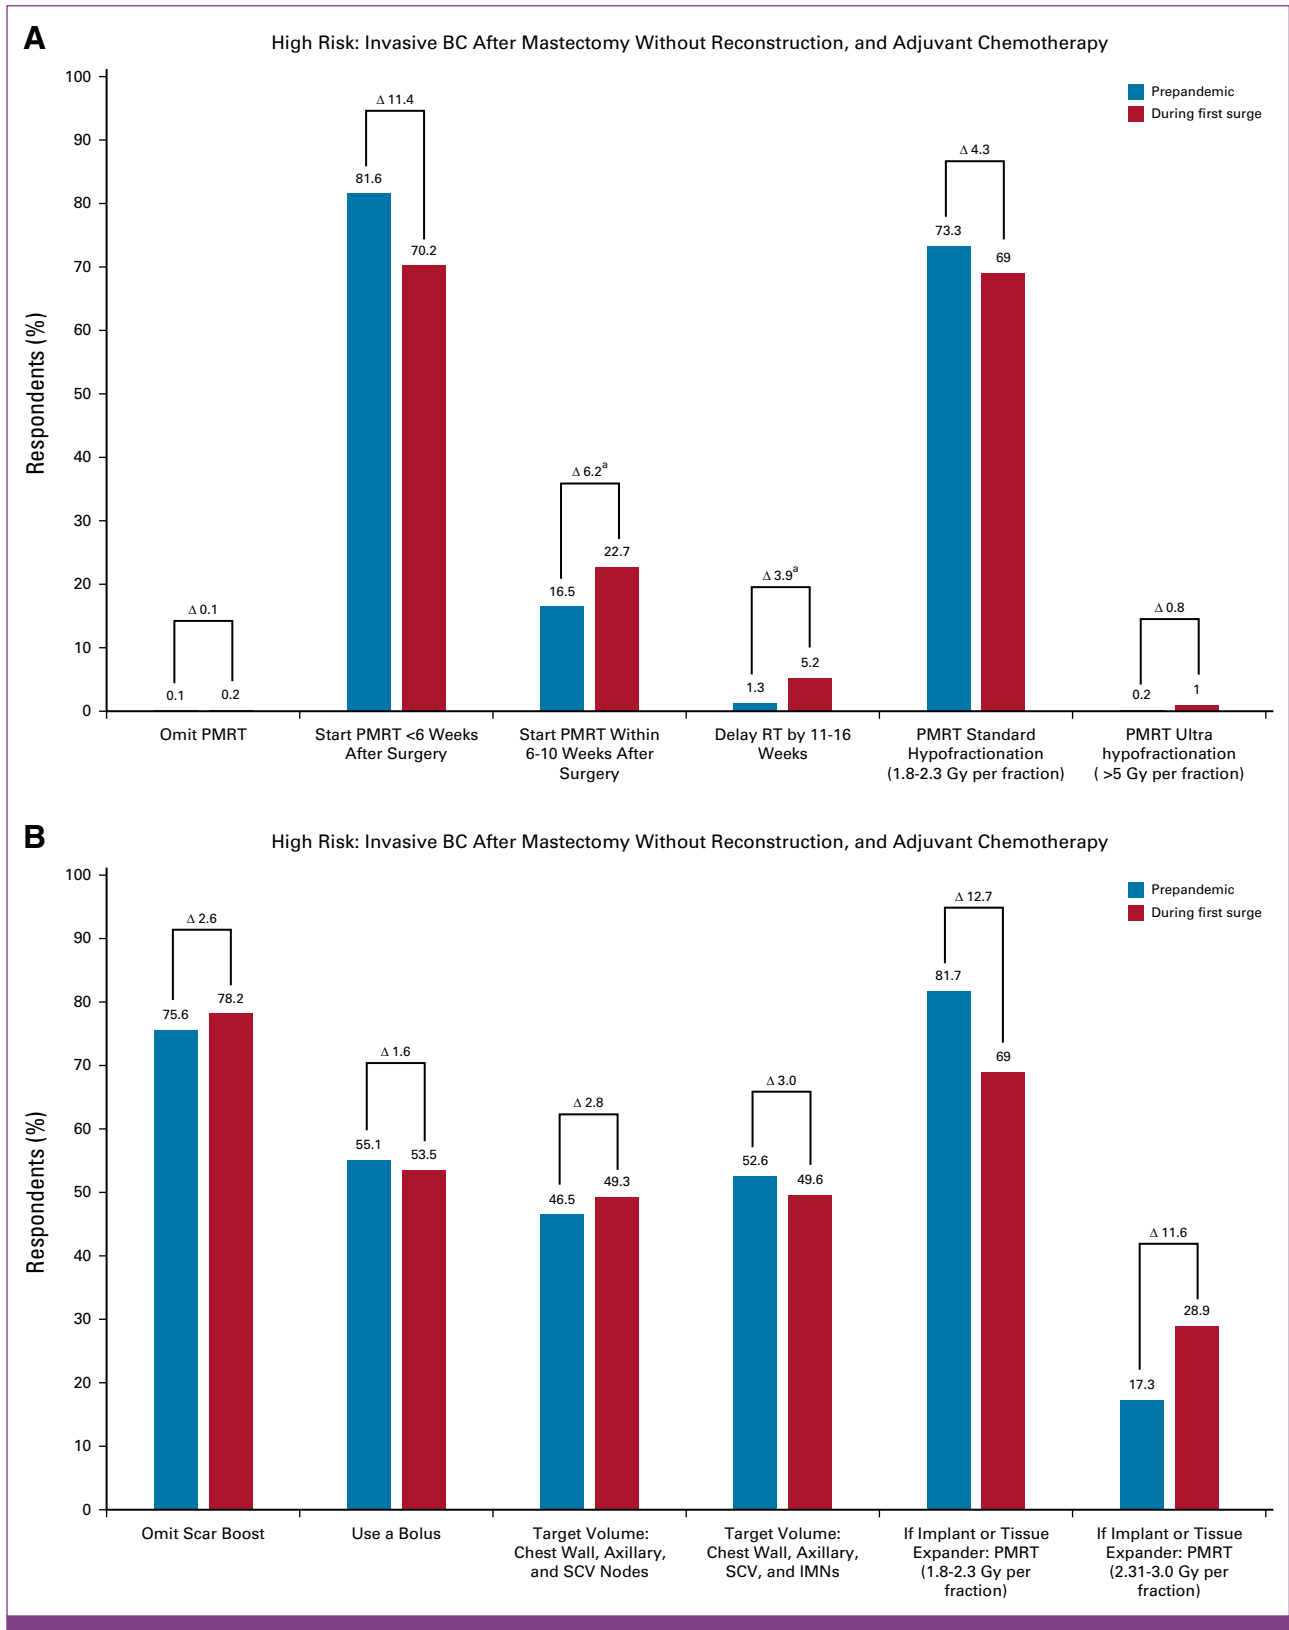 A
High Risk: Invasive BC After Mastectomy Without Reconstruction, and Adjuvant Chemotherapy
Prepandemic
During first surge
Respondents (%)
100
90
80
70
60
50
40
30
20
10
0
Δ 0.1
0.1
0.2
Δ 11.4
81.6
70.2
Δ 6.2a
16.5
22.7
Δ 3.9a
1.3
5.2
Δ 4.3
73.3
69
Δ 0.8
0.2
1
Omit PMRT
Start PMRT <6 Weeks
After Surgery
Start PMRT Within
6-10 Weeks After
Surgery
Delay RT by 11-16
Weeks
PMRT Standard
Hypofractionation
(1.8-2.3 Gy per fraction)
PMRT Ultra
hypofractionation
( >5 Gy per fraction)
B
High Risk: Invasive BC After Mastectomy Without Reconstruction, and Adjuvant Chemotherapy
Prepandemic
During first surge
Respondents (%)
100
90
80
70
60
50
40
30
20
10
0
Δ 2.6
75.6
78.2
Δ 1.6
55.1
53.5
Δ 2.8
46.5
49.3
Δ 3.0
52.6
49.6
Δ 12.7
81.7
69
Δ 11.6
17.3
28.9
Omit Scar Boost
Use a Bolus
Target Volume:
Chest Wall, Axillary,
and SCV Nodes
Target Volume:
Chest Wall, Axillary,
SCV, and IMNs
If Implant or Tissue
Expander: PMRT
(1.8-2.3 Gy per
fraction)
If Implant or Tissue
Expander: PMRT
(2.31-3.0 Gy per
fraction)